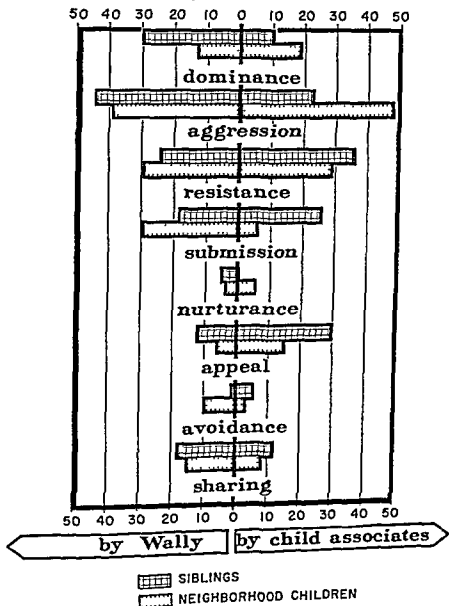 50 40 30 20 10 0 10 20 30 40 50
dominance
aggression
resistance
submission
nurturance
appeal
avoidance
sharing
50 40 30 20 10 0 10 20 30 40 50
by Wally by child associates
SIBLINGS
NEIGHBORHOOD CHILDREN